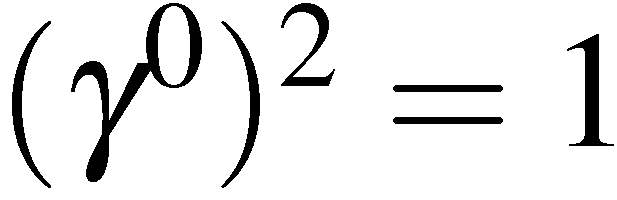 (γ⁰)² = 1